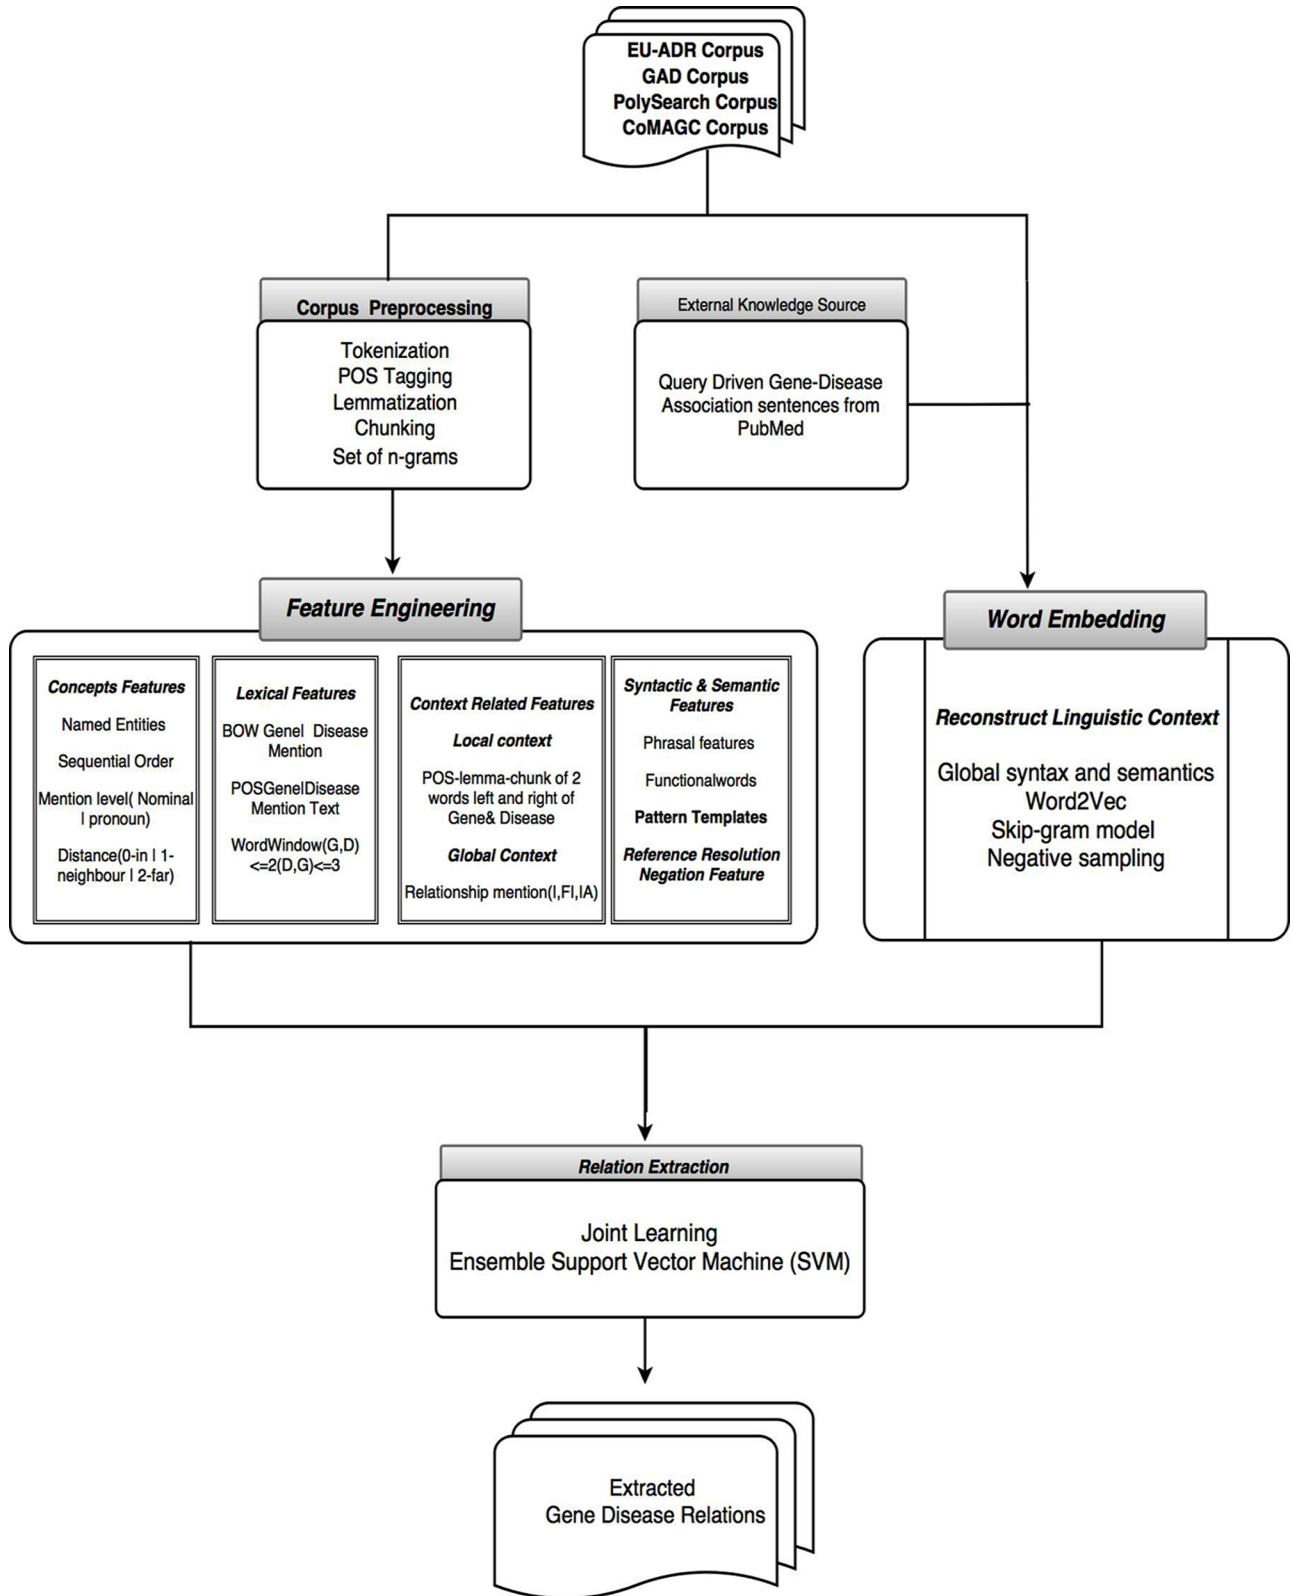 EU-ADR Corpus
GAD Corpus
PolySearch Corpus
CoMAGC Corpus
Corpus Preprocessing
Tokenization
POS Tagging
Lemmatization
Chunking
Set of n-grams
External Knowledge Source
Query Driven Gene-Disease
Association sentences from
PubMed
Feature Engineering
Concepts Features
Named Entities
Sequential Order
Mention level( Nominal
I pronoun)
Distance(0-in I 1-
neighbour I 2-far)
Lexical Features
BOW GeneI Disease
Mention
POSGeneIDisease
Mention Text
WordWindow(G,D)
<=2(D,G)<=3
Context Related Features
Local context
POS-lemma-chunk of 2
words left and right of
Gene& Disease
Global Context
Relationship mention(I,FI,IA)
Syntactic & Semantic
Features
Phrasal features
Functionalwords
Pattern Templates
Reference Resolution
Negation Feature
Word Embedding
Reconstruct Linguistic Context
Global syntax and semantics
Word2Vec
Skip-gram model
Negative sampling
Relation Extraction
Joint Learning
Ensemble Support Vector Machine (SVM)
Extracted
Gene Disease Relations